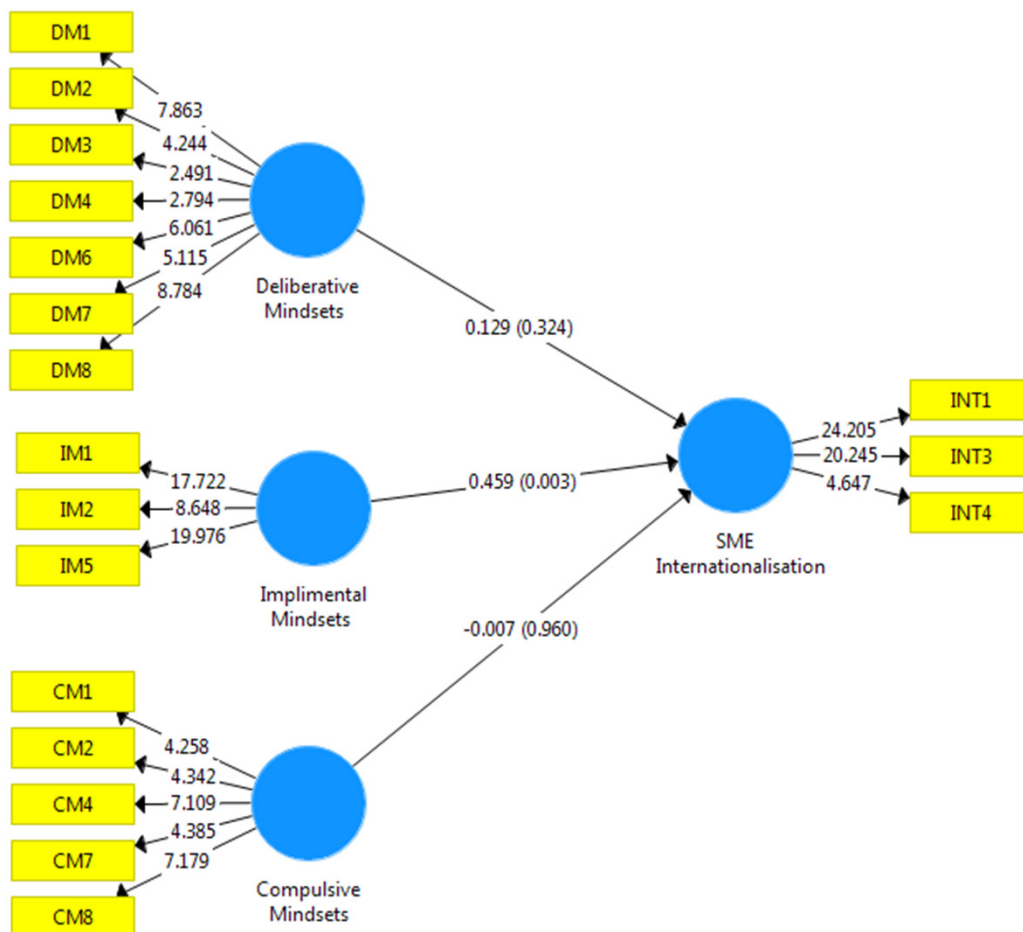 DM1
DM2
DM3
DM4
DM6
DM7
DM8
7.863
4.244
2.491
2.794
6.061
5.115
8.784
Deliberative
Mindsets
0.129 (0.324)
IM1
IM2
IM5
17.722
8.648
19.976
Implimental
Mindsets
0.459 (0.003)
CM1
CM2
CM4
CM7
CM8
4.258
4.342
7.109
4.385
7.179
Compulsive
Mindsets
-0.007 (0.960)
SME
Internationalisation
24.205
20.245
4.647
INT1
INT3
INT4